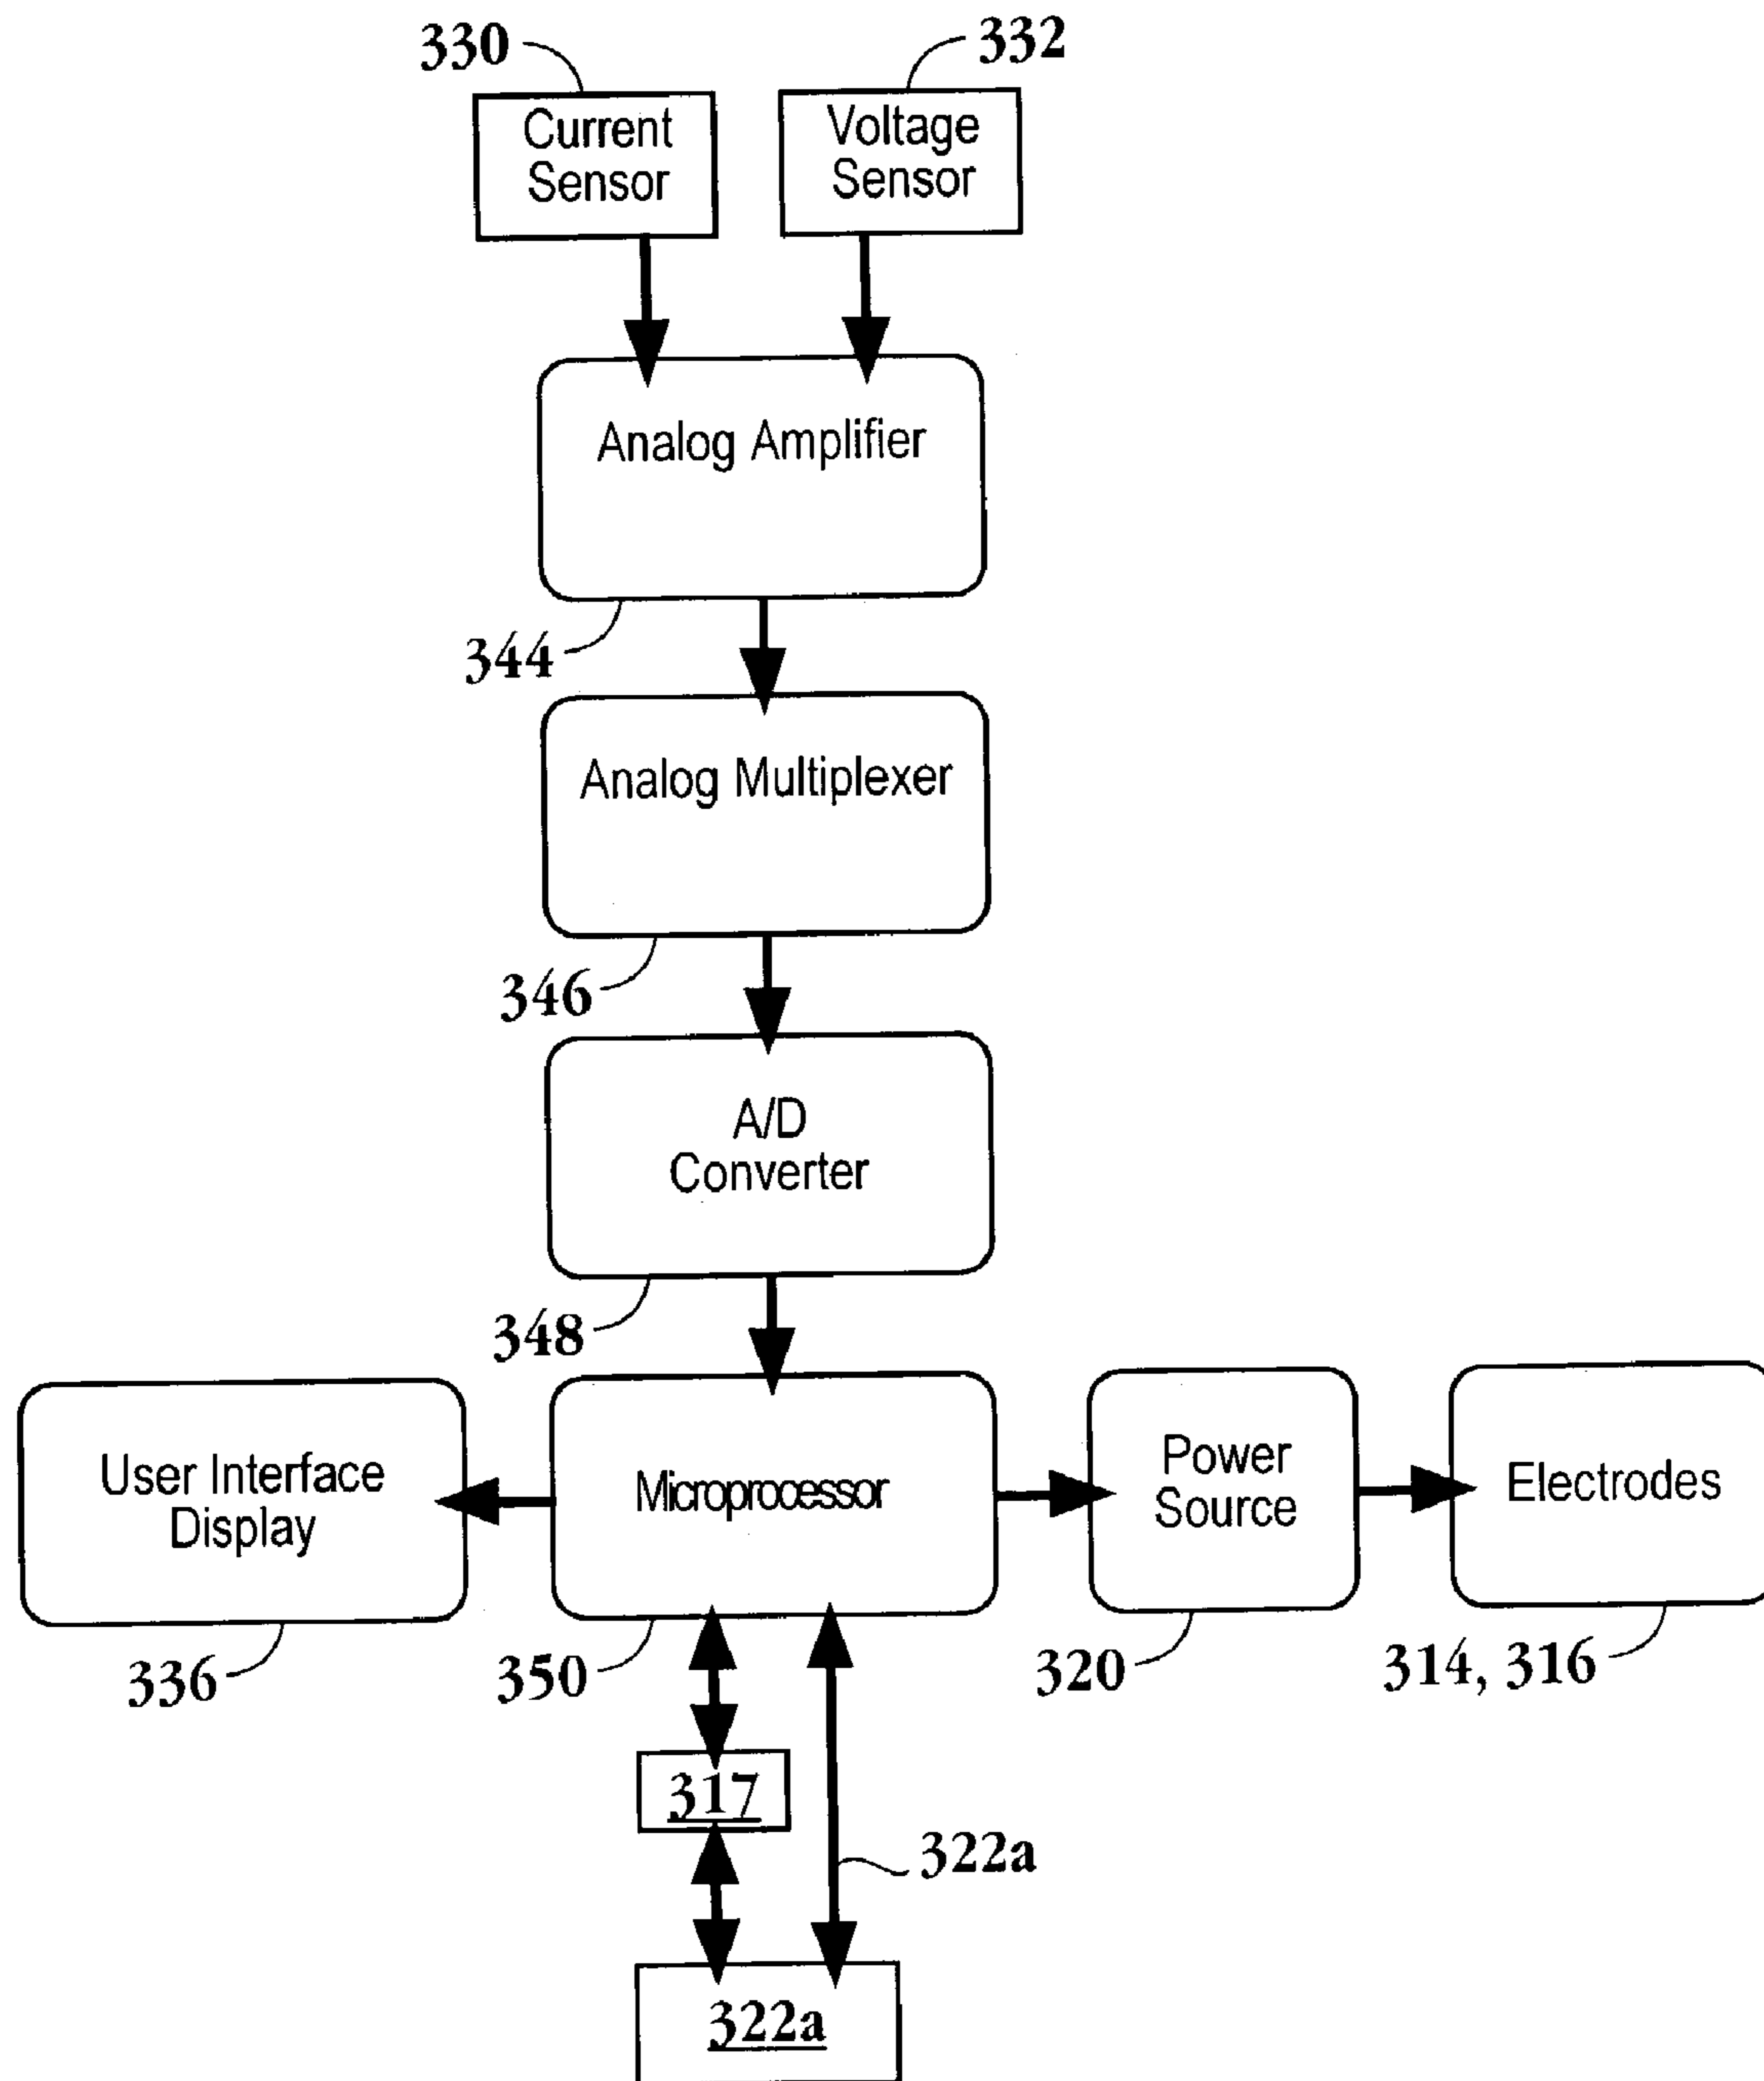 330
332
Current
Sensor
Voltage
Sensor
Analog Amplifier
344
Analog Multiplexer
346
A/D
Converter
348
User Interface
Display
Microprocessor
Power
Source
Electrodes
336
350
320
314, 316
317
322a
322a